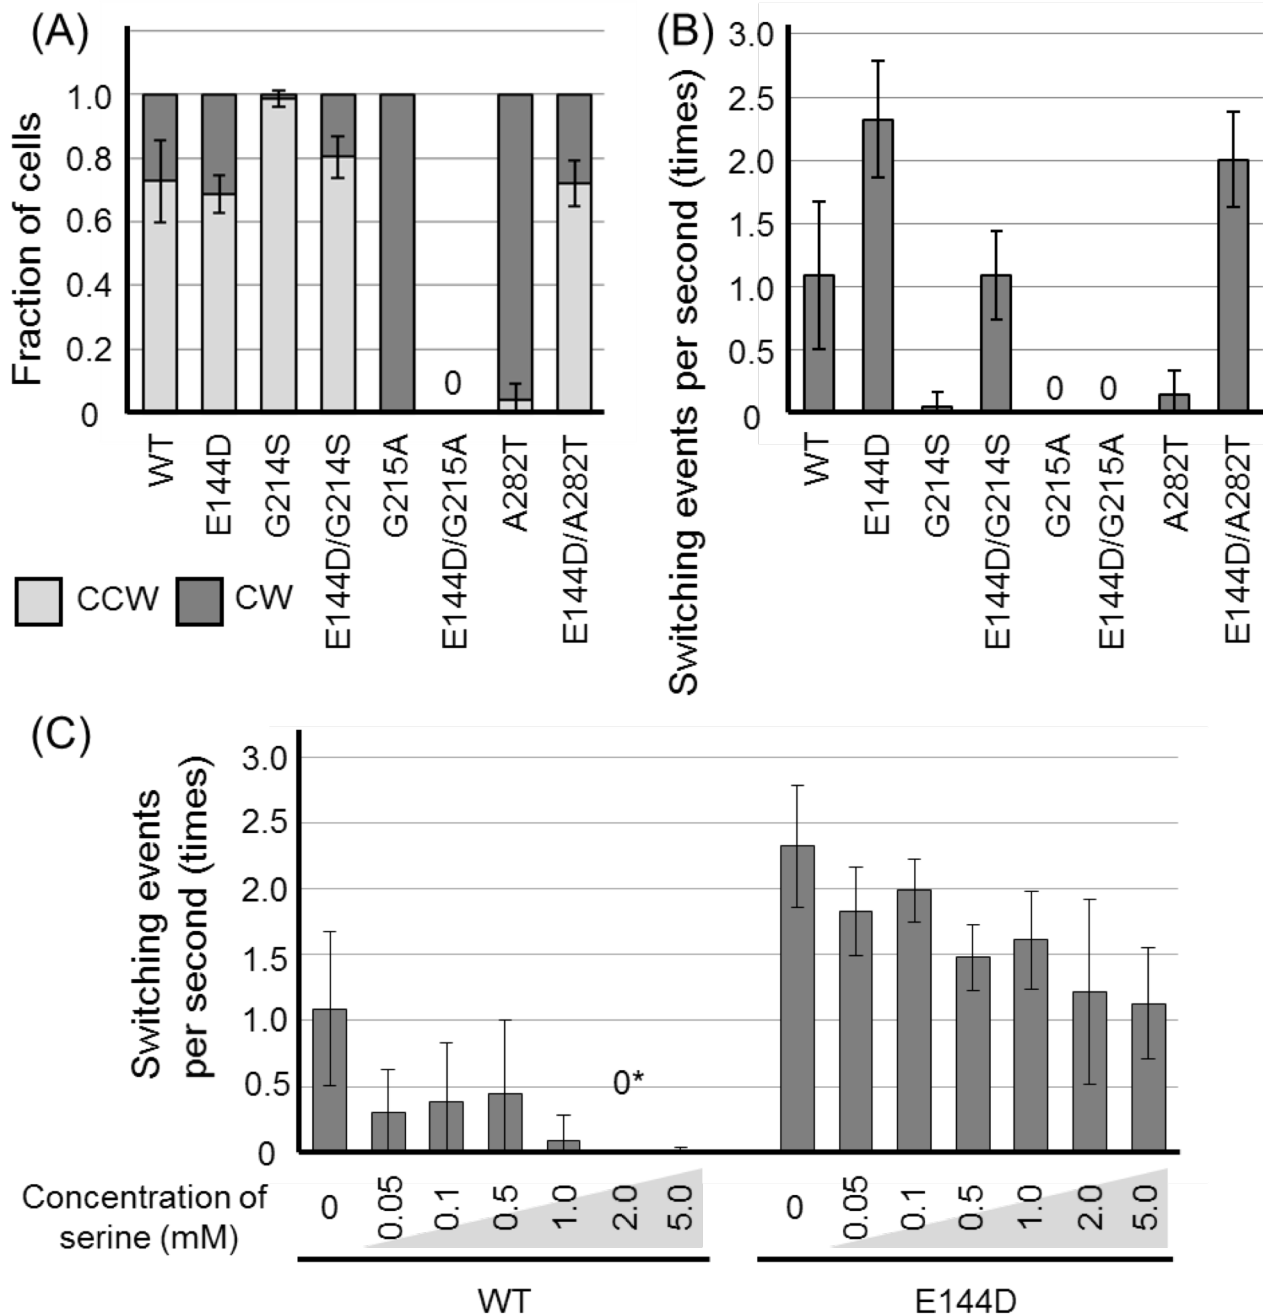 (A)
Fraction of cells
1.0
0.8
0.6
0.4
0.2
0
0
WT
E144D
G214S
E144D/G214S
G215A
E144D/G215A
A282T
E144D/A282T
CCW
CW
(B)
Switching events per second (times)
3.0
2.5
2.0
1.5
1.0
0.5
0
0
0
WT
E144D
G214S
E144D/G214S
G215A
E144D/G215A
A282T
E144D/A282T
(C)
Switching events
per second (times)
3.0
2.5
2.0
1.5
1.0
0.5
0
0*
Concentration of
serine (mM)
0
0.05
0.1
0.5
1.0
2.0
5.0
0
0.05
0.1
0.5
1.0
2.0
5.0
WT
E144D